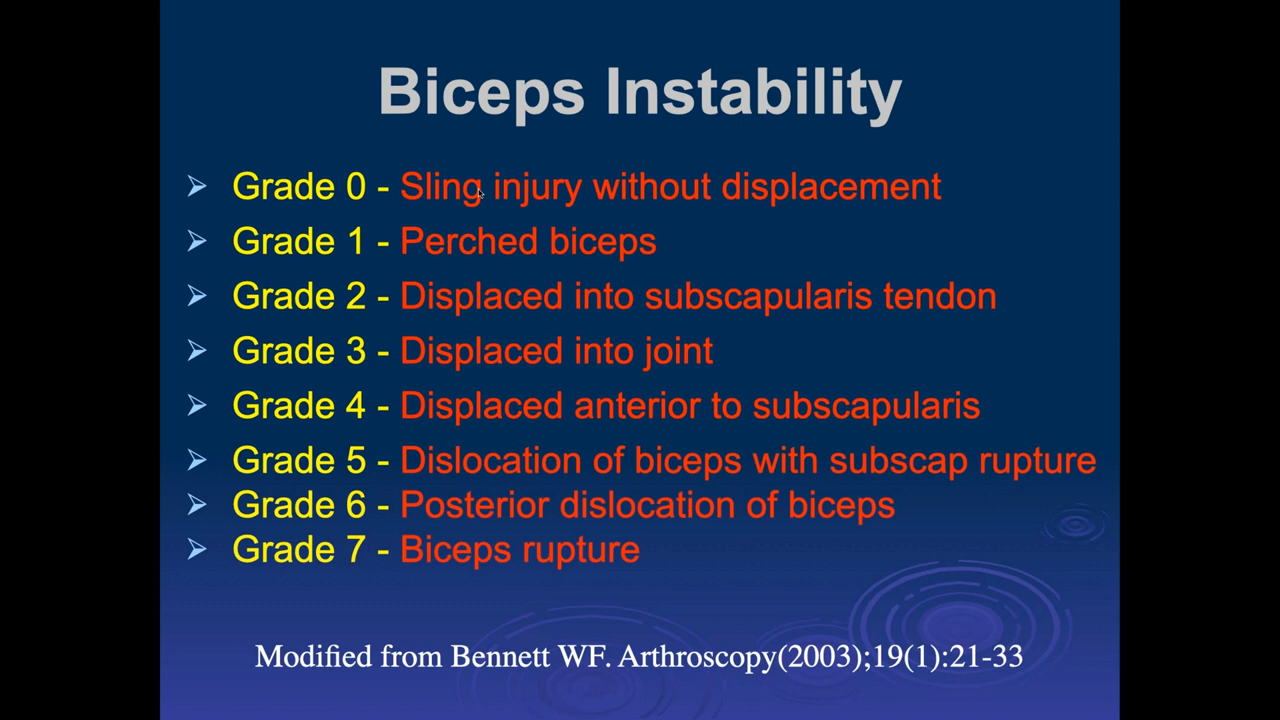 Biceps Instability
➢ Grade 0 - Sling injury without displacement
➢ Grade 1 - Perched biceps
➢ Grade 2 - Displaced into subscapularis tendon
➢ Grade 3 - Displaced into joint
➢ Grade 4 - Displaced anterior to subscapularis
➢ Grade 5 - Dislocation of biceps with subscap rupture
➢ Grade 6 - Posterior dislocation of biceps
➢ Grade 7 - Biceps rupture
Modified from Bennett WF. Arthroscopy(2003);19(1):21-33